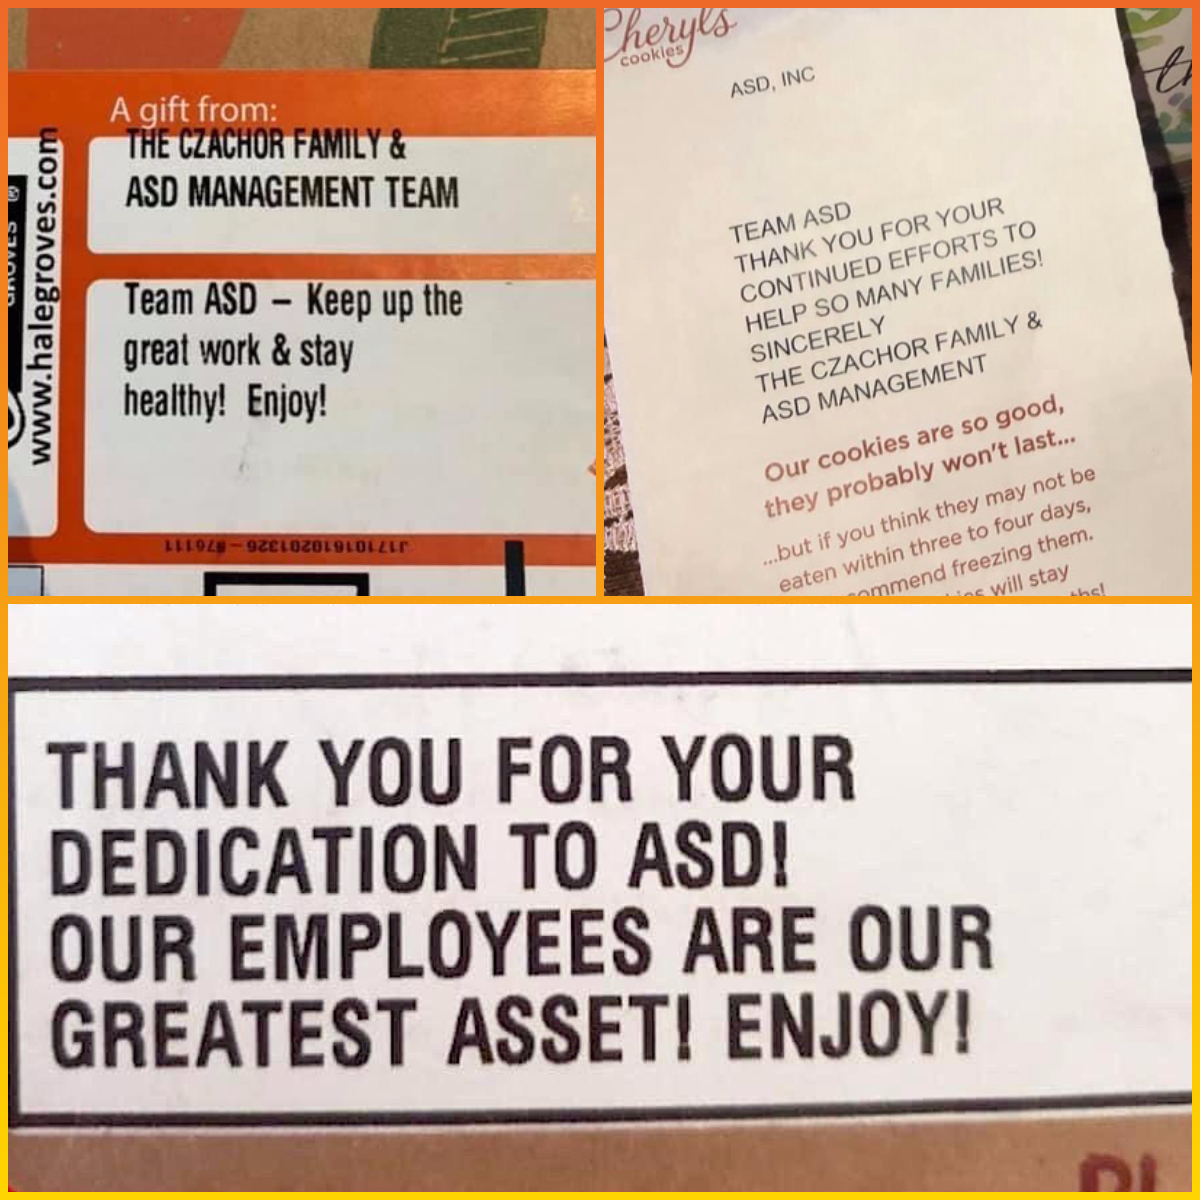 A gift from:
THE CZACHOR FAMILY &
ASD MANAGEMENT TEAM
Team ASD – Keep up the
great work & stay
healthy! Enjoy!
www.halegroves.com
GROVES ®
Cheryl's
cookies
ASD, INC
TEAM ASD
THANK YOU FOR YOUR
CONTINUED EFFORTS TO
HELP SO MANY FAMILIES!
SINCERELY
THE CZACHOR FAMILY &
ASD MANAGEMENT
Our cookies are so good,
they probably won't last...
...but if you think they may not be
eaten within three to four days,
ommend freezing them.
will stay
THANK YOU FOR YOUR
DEDICATION TO ASD!
OUR EMPLOYEES ARE OUR
GREATEST ASSET! ENJOY!